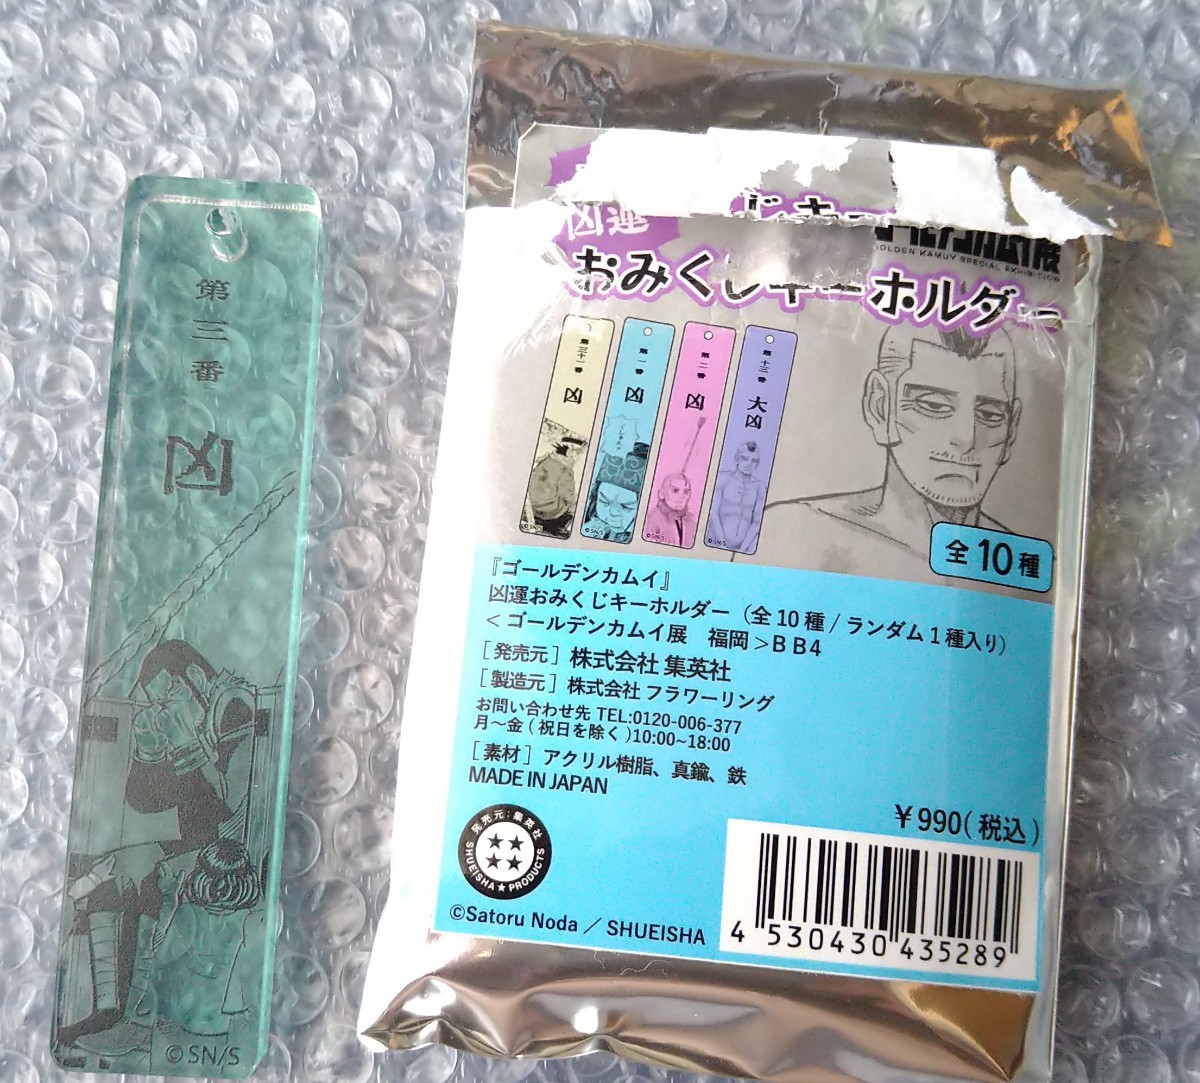 第三番
凶
©SN/S
凶運
GOLDEN KAMUY SPECIAL EXHIBITION
おみくじキーホルダー
第三十一番
凶
第一番
凶
第二番
凶
第十三番
大凶
全10種
『ゴールデンカムイ』
凶運おみくじキーホルダー（全10種/ランダム1種入り）
<ゴールデンカムイ展　福岡>BB4
[発売元] 株式会社 集英社
[製造元] 株式会社 フラワーリング
お問い合わせ先 TEL:0120-006-377
月～金(祝日を除く)10:00~18:00
[素材] アクリル樹脂、真鍮、鉄
MADE IN JAPAN
￥990(税込)
発売元:集英社
SHUEISHA★PRODUCTS
©Satoru Noda／SHUEISHA
4 530430 435289